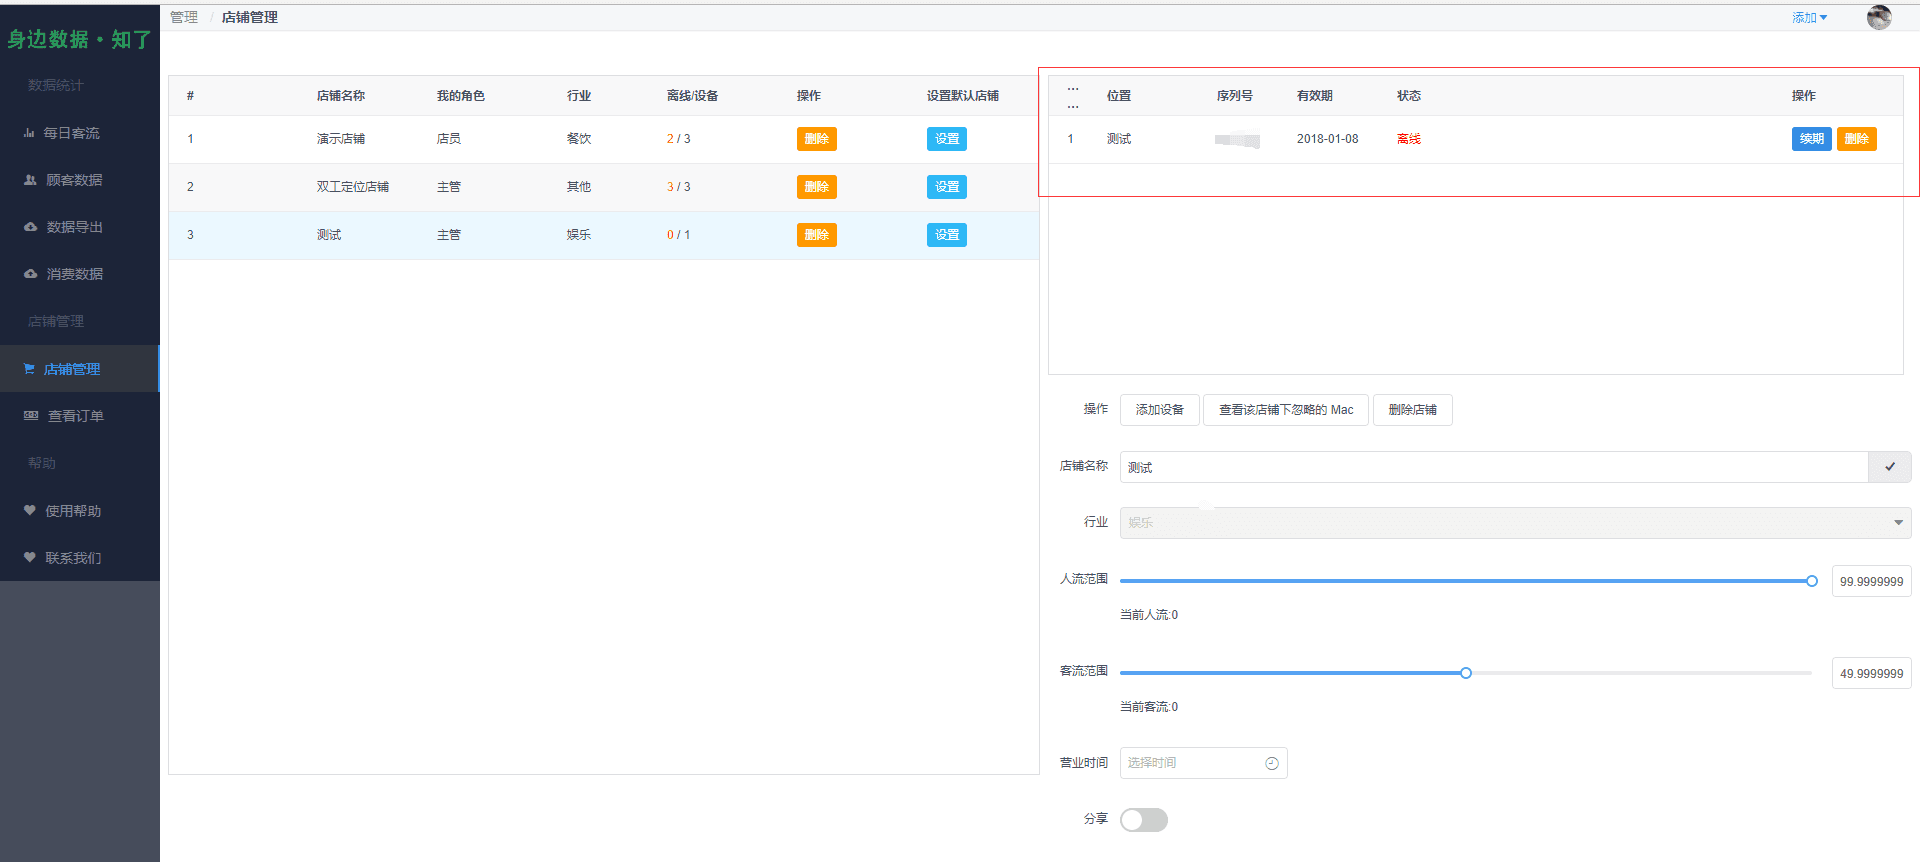 管理 / 店铺管理
添加
身边数据・知了
数据统计
每日客流
顾客数据
数据导出
消费数据
店铺管理
店铺管理
查看订单
帮助
使用帮助
联系我们
# 店铺名称 我的角色 行业 离线/设备 操作 设置默认店铺
1 演示店铺 店员 餐饮 2 / 3 删除 设置
2 双工定位店铺 主管 其他 3 / 3 删除 设置
3 测试 主管 娱乐 0 / 1 删除 设置
... ... 位置 序列号 有效期 状态 操作
1 测试 2018-01-08 离线 续期 删除
操作 添加设备 查看该店铺下忽略的 Mac 删除店铺
店铺名称 测试
行业 娱乐
人流范围 99.9999999
当前人流:0
客流范围 49.9999999
当前客流:0
营业时间 选择时间
分享